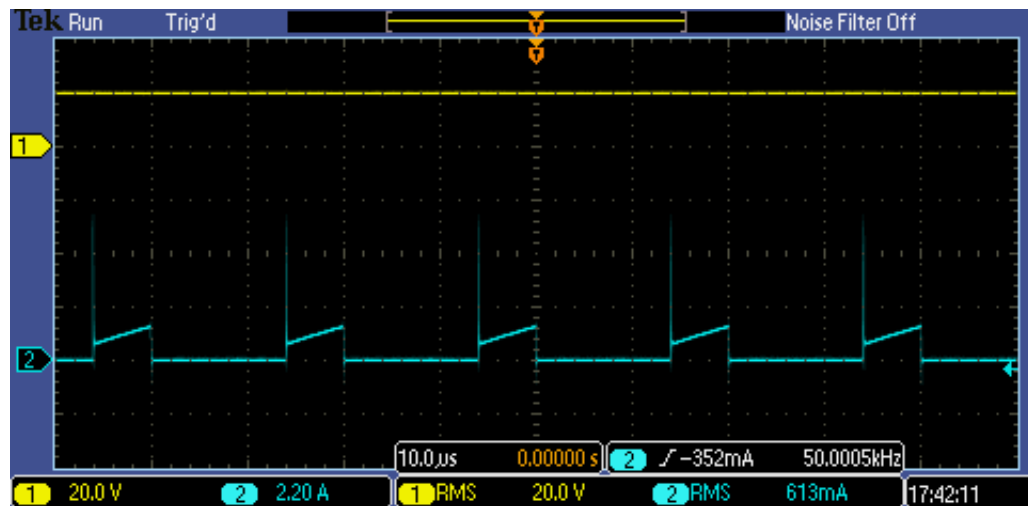 Tek Run Trig'd Noise Filter Off
T
T
1
2
10.0µs 0.00000 s 2 ⌠ −352mA 50.0005kHz
1 20.0 V 2 2.20 A 1 RMS 20.0 V 2 RMS 613mA 17:42:11